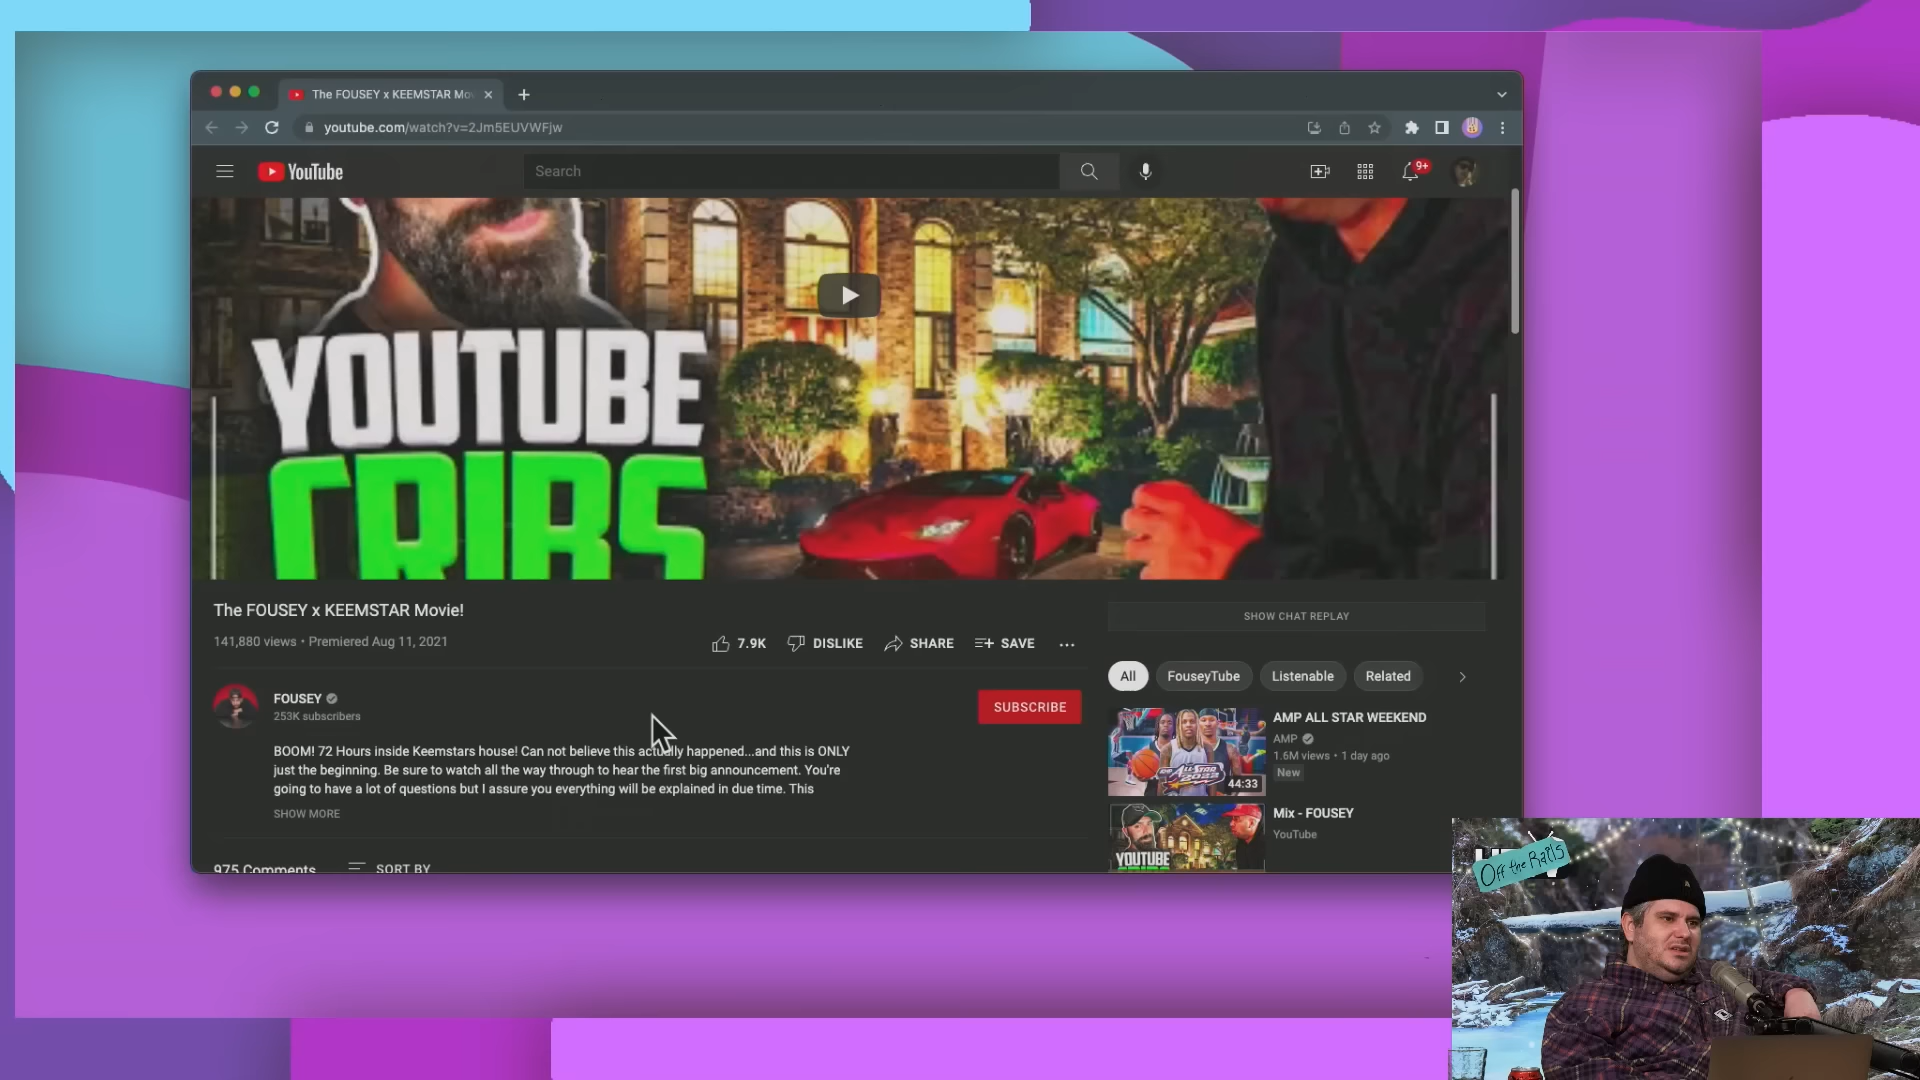 The FOUSEY x KEEMSTAR Mo
youtube.com/watch?v=2Jm5EUVWFjw
YouTube
Search
9+
YOUTUBE
CRIBS
The FOUSEY x KEEMSTAR Movie!
141,880 views • Premiered Aug 11, 2021
7.9K
DISLIKE
SHARE
SAVE
FOUSEY
253K subscribers
SUBSCRIBE
BOOM! 72 Hours inside Keemstars house! Can not believe this actually happened...and this is ONLY
just the beginning. Be sure to watch all the way through to hear the first big announcement. You're
going to have a lot of questions but I assure you everything will be explained in due time. This
SHOW MORE
975 Comments
SORT BY
SHOW CHAT REPLAY
All
FouseyTube
Listenable
Related
AMP ALL STAR WEEKEND
AMP
1.6M views • 1 day ago
New
ALL-STAR
2022
44:33
Mix - FOUSEY
YouTube
YOUTUBE
CRIBS
Off the Rails